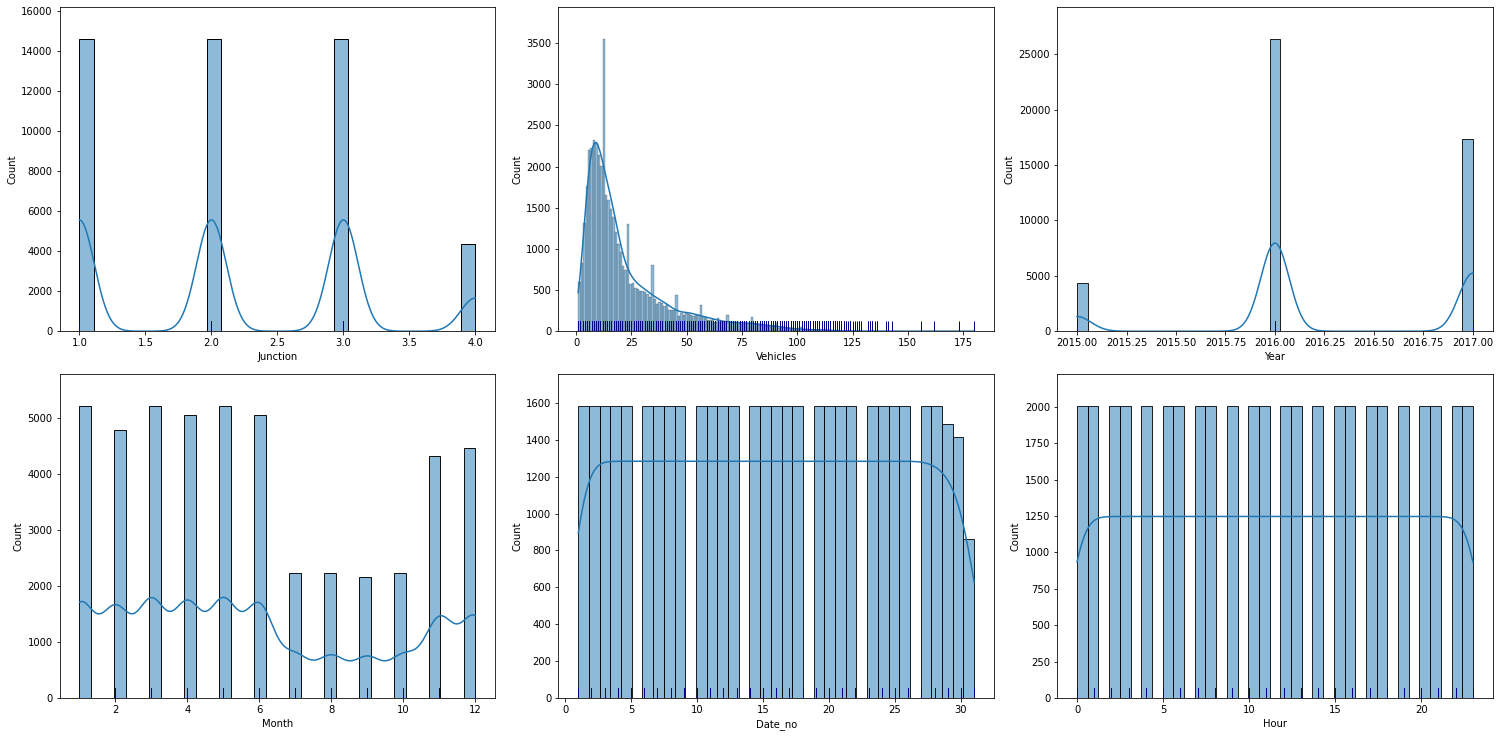 16000
14000
12000
10000
8000
6000
4000
2000
0
Count
1.0 1.5 2.0 2.5 3.0 3.5 4.0
Junction
3500
3000
2500
2000
1500
1000
500
0
Count
0 25 50 75 100 125 150 175
Vehicles
25000
20000
15000
10000
5000
0
Count
2015.00 2015.25 2015.50 2015.75 2016.00 2016.25 2016.50 2016.75 2017.00
Year
5000
4000
3000
2000
1000
0
Count
2 4 6 8 10 12
Month
1600
1400
1200
1000
800
600
400
200
0
Count
0 5 10 15 20 25 30
Date_no
2000
1750
1500
1250
1000
750
500
250
0
Count
0 5 10 15 20
Hour